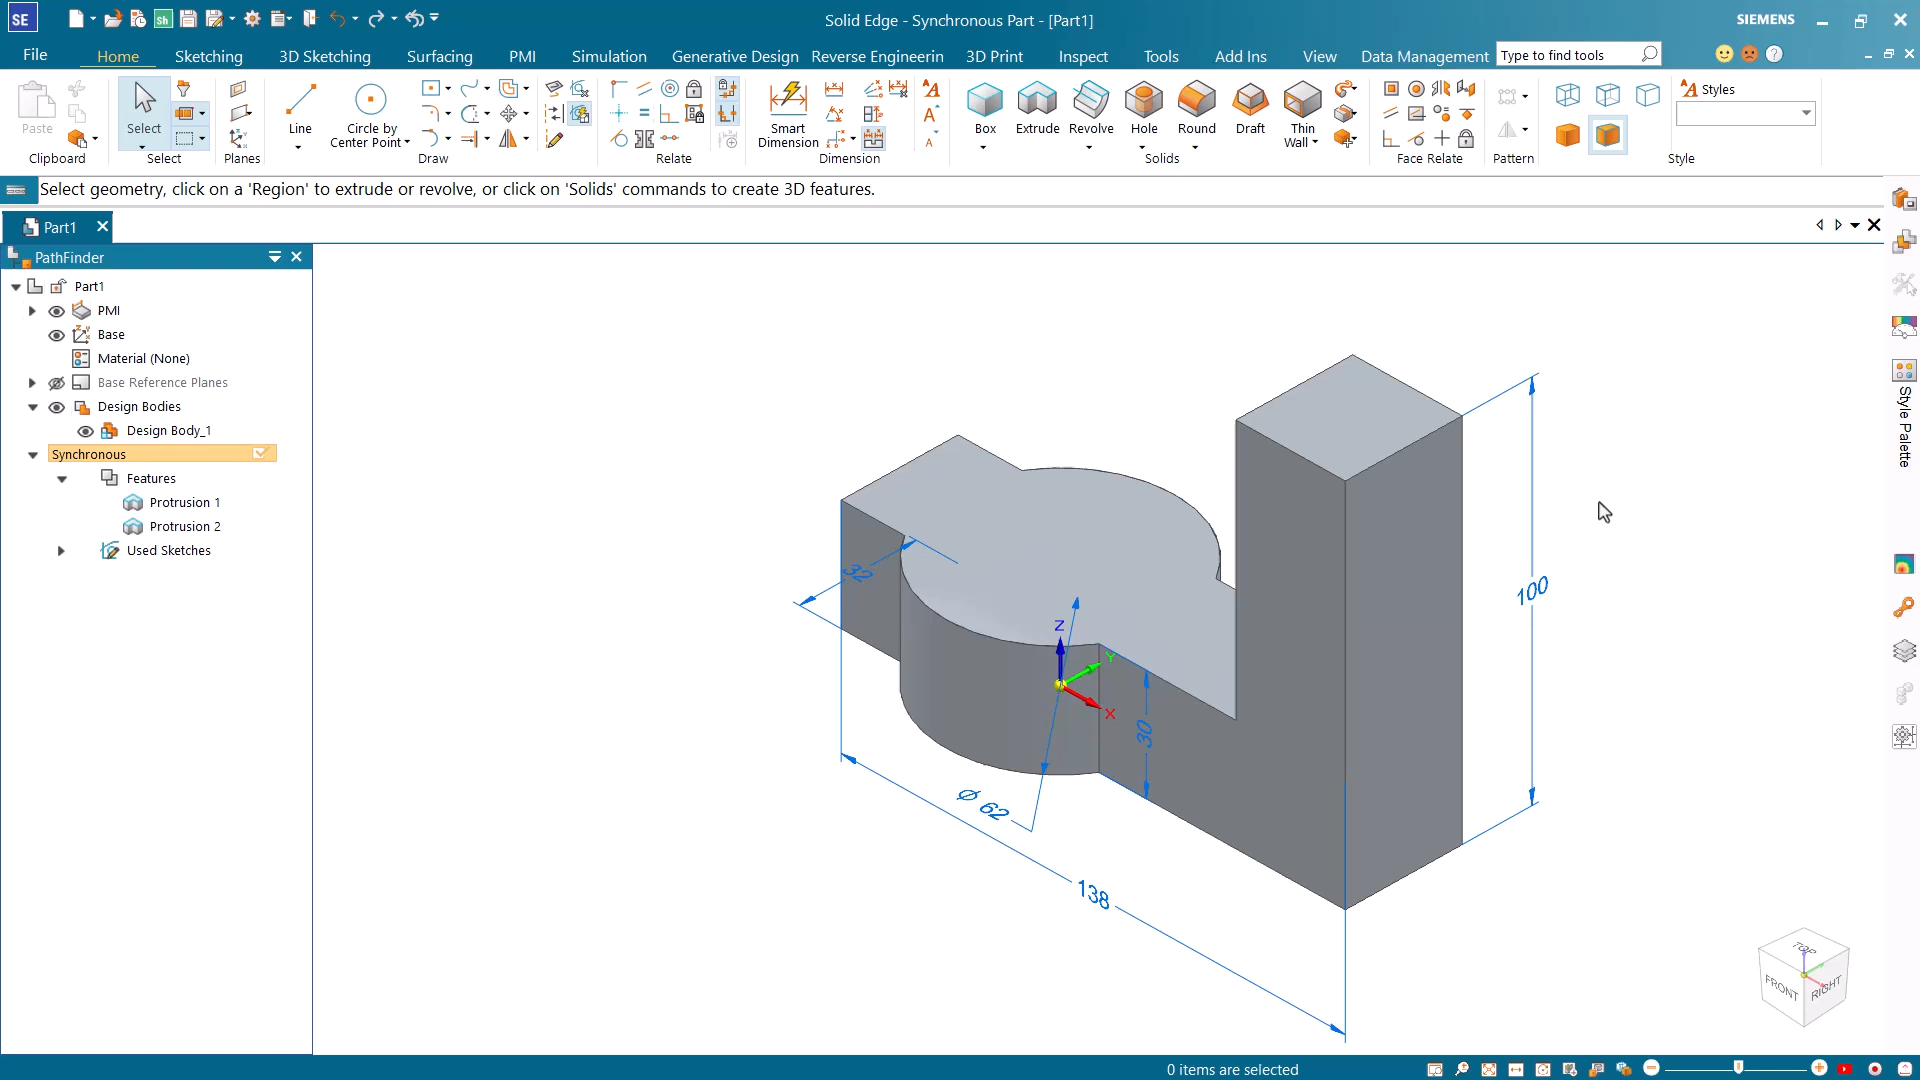 SE
Sh
Solid Edge - Synchronous Part - [Part1]
SIEMENS
File Home Sketching 3D Sketching Surfacing PMI Simulation Generative Design Reverse Engineerin 3D Print Inspect Tools Add Ins View Data Management Type to find tools
Paste Select Line Circle by Center Point Smart Dimension Box Extrude Revolve Hole Round Draft Thin Wall Styles
Clipboard Select Planes Draw Relate Dimension Solids Face Relate Pattern Style
Select geometry, click on a 'Region' to extrude or revolve, or click on 'Solids' commands to create 3D features.
Part1
PathFinder
Part1
PMI
Base
Material (None)
Base Reference Planes
Design Bodies
Design Body_1
Synchronous
Features
Protrusion 1
Protrusion 2
Used Sketches
Style Palette
32
100
Z
Y
X
30
Ø 62
138
TOP
FRONT
RIGHT
0 items are selected